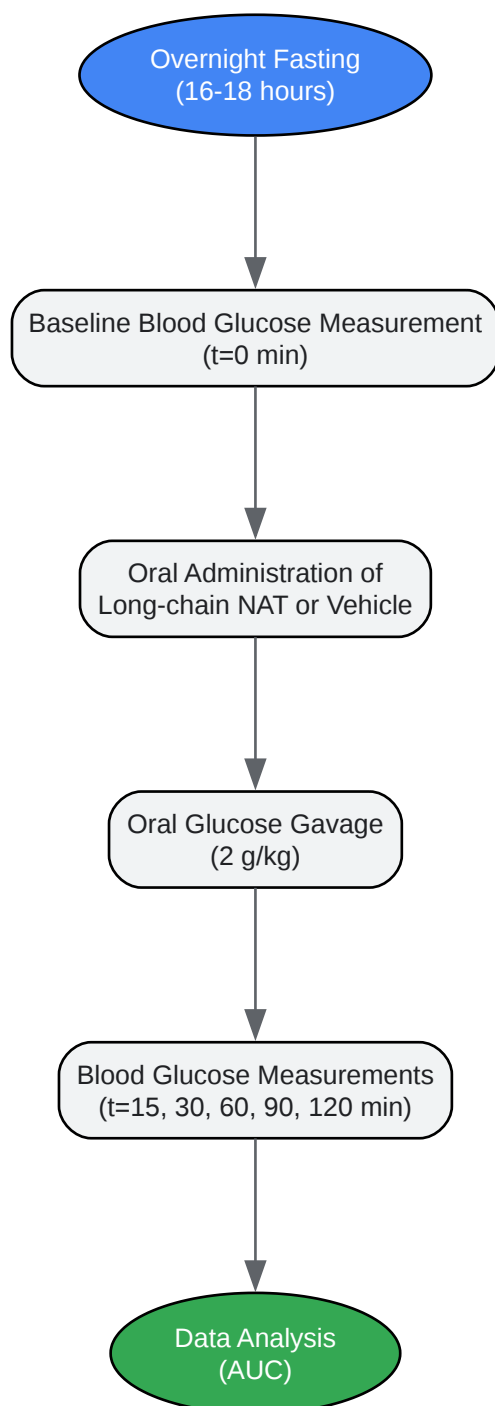 Overnight Fasting
(16-18 hours)
Baseline Blood Glucose Measurement
(t=0 min)
Oral Administration of
Long-chain NAT or Vehicle
Oral Glucose Gavage
(2 g/kg)
Blood Glucose Measurements
(t=15, 30, 60, 90, 120 min)
Data Analysis
(AUC)